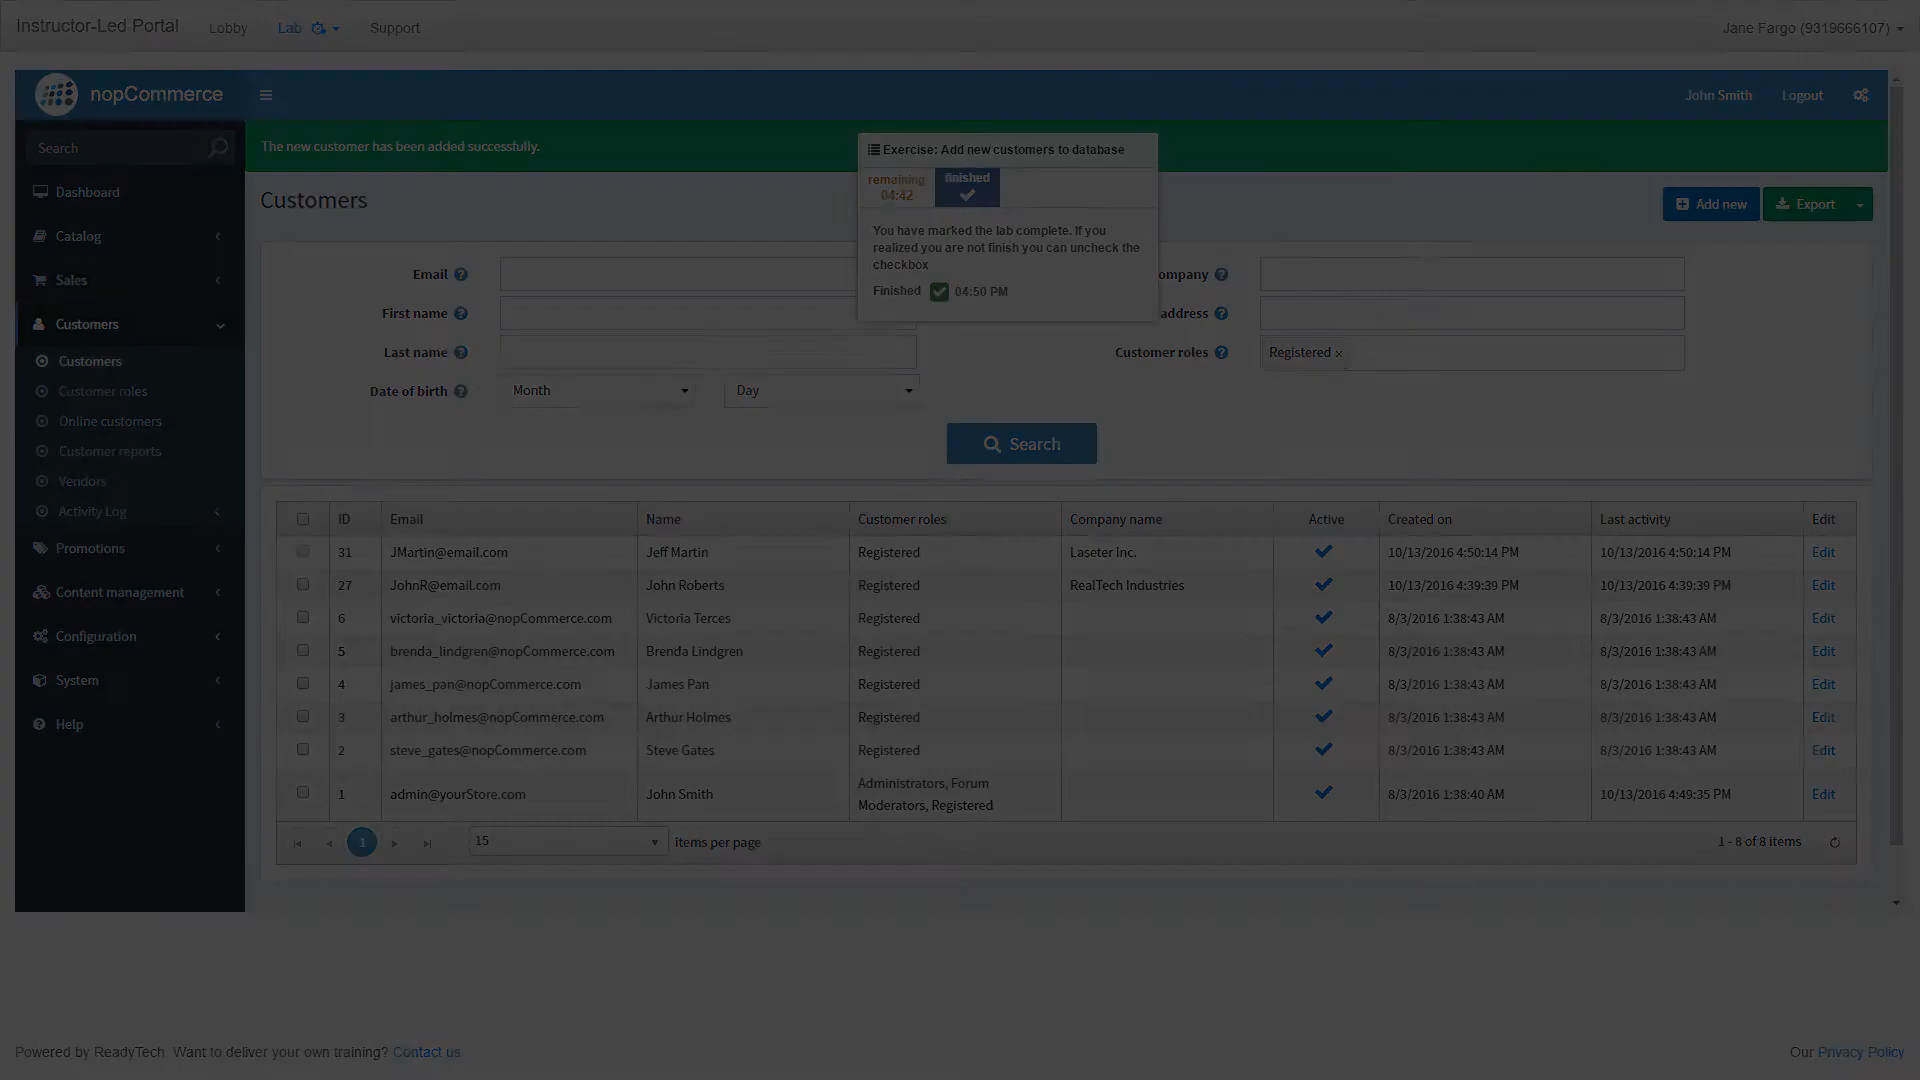 Instructor-Led Portal Lobby Lab Support Jane Fargo (9319666107)
nopCommerce John Smith Logout
Search
The new customer has been added successfully.
Exercise: Add new customers to database
remaining finished
04:42
You have marked the lab complete. If you
realized you are not finish you can uncheck the
checkbox
Finished 04:50 PM
Dashboard
Catalog
Sales
Customers
Customers
Customer roles
Online customers
Customer reports
Vendors
Activity Log
Promotions
Content management
Configuration
System
Help
Customers Add new Export
Email ompany
First name address
Last name Customer roles Registered ×
Date of birth Month Day
Search
ID Email Name Customer roles Company name Active Created on Last activity Edit
31 JMartin@email.com Jeff Martin Registered Laseter Inc. 10/13/2016 4:50:14 PM 10/13/2016 4:50:14 PM Edit
27 JohnR@email.com John Roberts Registered RealTech Industries 10/13/2016 4:39:39 PM 10/13/2016 4:39:39 PM Edit
6 victoria_victoria@nopCommerce.com Victoria Terces Registered 8/3/2016 1:38:43 AM 8/3/2016 1:38:43 AM Edit
5 brenda_lindgren@nopCommerce.com Brenda Lindgren Registered 8/3/2016 1:38:43 AM 8/3/2016 1:38:43 AM Edit
4 james_pan@nopCommerce.com James Pan Registered 8/3/2016 1:38:43 AM 8/3/2016 1:38:43 AM Edit
3 arthur_holmes@nopCommerce.com Arthur Holmes Registered 8/3/2016 1:38:43 AM 8/3/2016 1:38:43 AM Edit
2 steve_gates@nopCommerce.com Steve Gates Registered 8/3/2016 1:38:43 AM 8/3/2016 1:38:43 AM Edit
1 admin@yourStore.com John Smith Administrators, Forum Moderators, Registered 8/3/2016 1:38:40 AM 10/13/2016 4:49:35 PM Edit
1 15 items per page 1 - 8 of 8 items
Powered by ReadyTech. Want to deliver your own training? Contact us Our Privacy Policy